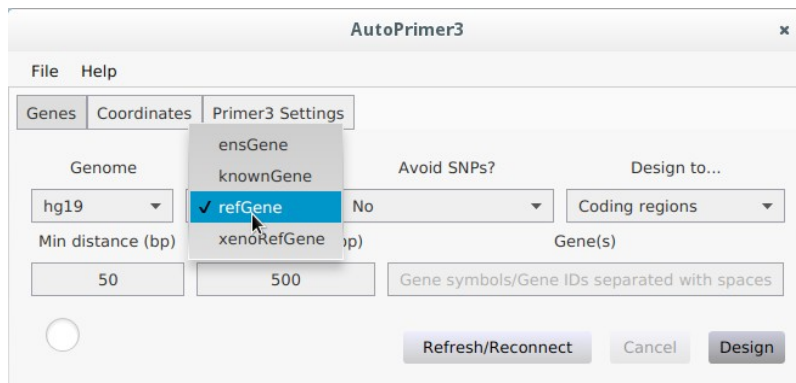 AutoPrimer3
File Help
Genes Coordinates Primer3 Settings
ensGene
Genome Avoid SNPs? Design to...
knownGene
hg19 ✓ refGene No Coding regions
Min distance (bp) xenoRefGene bp) Gene(s)
50 500 Gene symbols/Gene IDs separated with spaces
Refresh/Reconnect Cancel Design